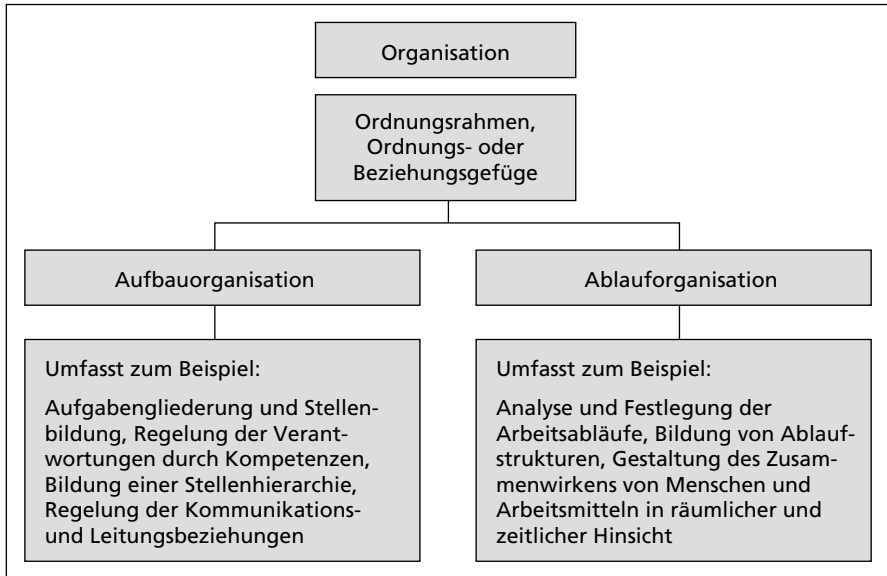 Organisation
Ordnungsrahmen,
Ordnungs- oder
Beziehungsgefüge
Aufbauorganisation
Ablauforganisation
Umfasst zum Beispiel:
Aufgabengliederung und Stellen-
bildung, Regelung der Verant-
wortungen durch Kompetenzen,
Bildung einer Stellenhierarchie,
Regelung der Kommunikations-
und Leitungsbeziehungen
Umfasst zum Beispiel:
Analyse und Festlegung der
Arbeitsabläufe, Bildung von Ablauf-
strukturen, Gestaltung des Zusam-
menwirkens von Menschen und
Arbeitsmitteln in räumlicher und
zeitlicher Hinsicht